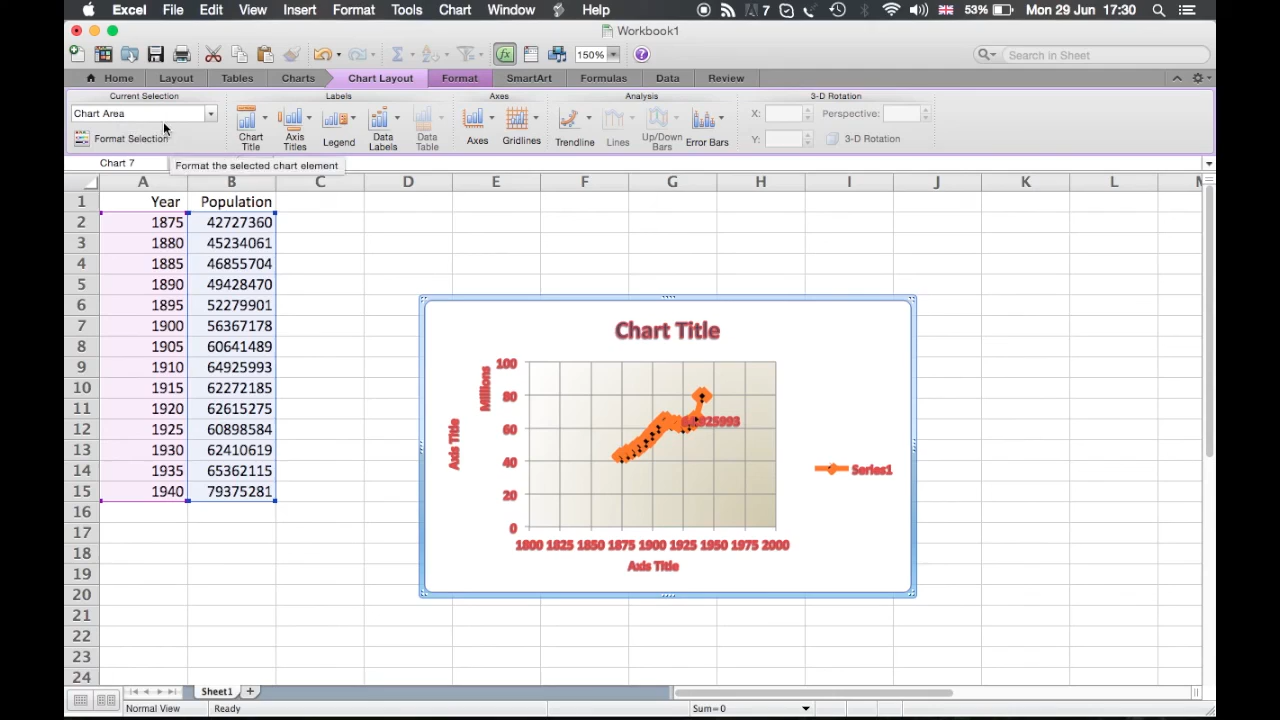 Excel File Edit View Insert Format Tools Chart Window Help 7 53% Mon 29 Jun 17:30
Workbook1
150% Search in Sheet
Home Layout Tables Charts Chart Layout Format SmartArt Formulas Data Review
Current Selection Labels Axes Analysis 3-D Rotation
Chart Area X: Perspective:
Format Selection Chart Title Axis Titles Legend Data Labels Data Table Axes Gridlines Trendline Lines Up/Down Bars Error Bars Y: 3-D Rotation
Chart 7 Format the selected chart element
A B C D E F G H I J K L
1 Year Population
2 1875 42727360
3 1880 45234061
4 1885 46855704
5 1890 49428470
6 1895 52279901
7 1900 56367178
8 1905 60641489
9 1910 64925993
10 1915 62272185
11 1920 62615275
12 1925 60898584
13 1930 62410619
14 1935 65362115
15 1940 79375281
16
17
18
19
20
21
22
23
24
Chart Title
Axis Title
Millions
100
80
60
40
20
0
1800 1825 1850 1875 1900 1925 1950 1975 2000
Axis Title
Series1
Sheet1
Normal View Ready Sum=0